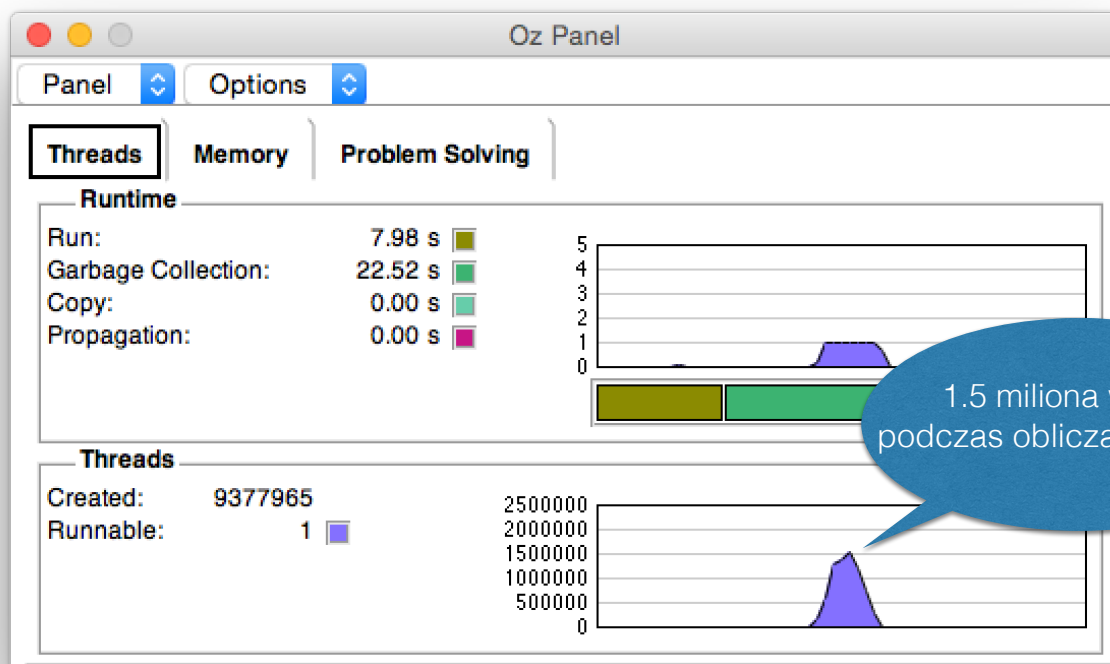 Oz Panel
Panel Options
Threads Memory Problem Solving
Runtime
Run: 7.98 s
Garbage Collection: 22.52 s
Copy: 0.00 s
Propagation: 0.00 s
5
4
3
2
1
0
1.5 miliona
podczas
Threads
Created: 9377965
Runnable: 1
2500000
2000000
1500000
1000000
500000
0